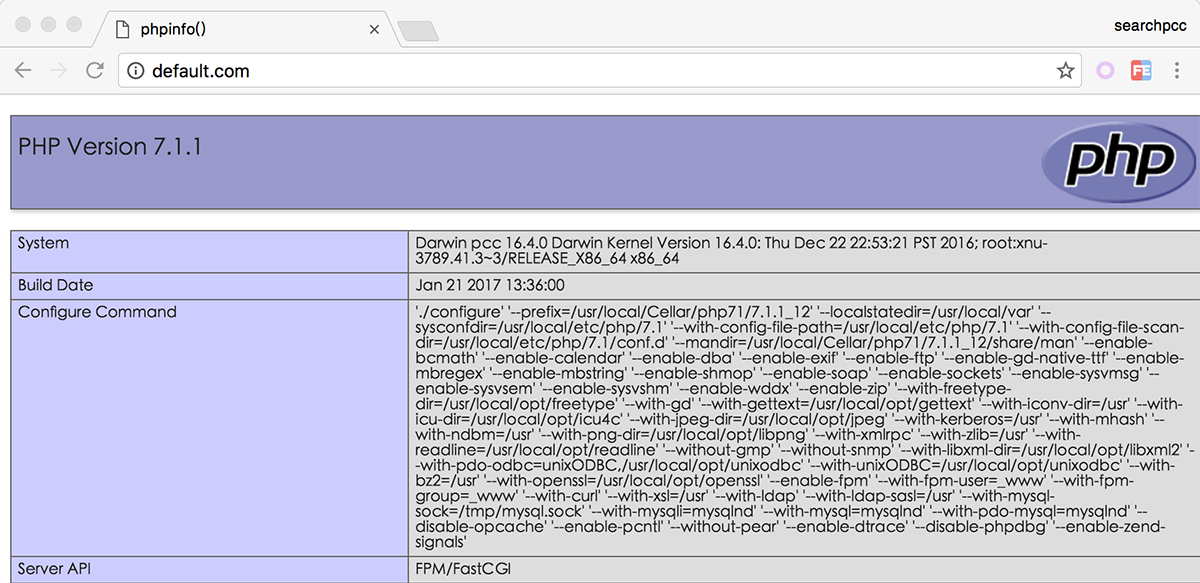 phpinfo()
searchpcc
default.com
FE
PHP Version 7.1.1
php
System
Darwin pcc 16.4.0 Darwin Kernel Version 16.4.0: Thu Dec 22 22:53:21 PST 2016; root:xnu-
3789.41.3~3/RELEASE_X86_64 x86_64
Build Date
Jan 21 2017 13:36:00
Configure Command
'./configure' '--prefix=/usr/local/Cellar/php71/7.1.1_12' '--localstatedir=/usr/local/var' '--
sysconfdir=/usr/local/etc/php/7.1' '--with-config-file-path=/usr/local/etc/php/7.1' '--with-config-file-scan-
dir=/usr/local/etc/php/7.1/conf.d' '--mandir=/usr/local/Cellar/php71/7.1.1_12/share/man' '--enable-
bcmath' '--enable-calendar' '--enable-dba' '--enable-exif' '--enable-ftp' '--enable-gd-native-ttf' '--enable-
mbregex' '--enable-mbstring' '--enable-shmop' '--enable-soap' '--enable-sockets' '--enable-sysvmsg' '--
enable-sysvsem' '--enable-sysvshm' '--enable-wddx' '--enable-zip' '--with-freetype-
dir=/usr/local/opt/freetype' '--with-gd' '--with-gettext=/usr/local/opt/gettext' '--with-iconv-dir=/usr' '--with-
icu-dir=/usr/local/opt/icu4c' '--with-jpeg-dir=/usr/local/opt/jpeg' '--with-kerberos=/usr' '--with-mhash' '--
with-ndbm=/usr' '--with-png-dir=/usr/local/opt/libpng' '--with-xmlrpc' '--with-zlib=/usr' '--with-
readline=/usr/local/opt/readline' '--without-gmp' '--without-snmp' '--with-libxml-dir=/usr/local/opt/libxml2' '-
-with-pdo-odbc=unixODBC,/usr/local/opt/unixodbc' '--with-unixODBC=/usr/local/opt/unixodbc' '--with-
bz2=/usr' '--with-openssl=/usr/local/opt/openssl' '--enable-fpm' '--with-fpm-user=_www' '--with-fpm-
group=_www' '--with-curl' '--with-xsl=/usr' '--with-ldap' '--with-ldap-sasl=/usr' '--with-mysql-
sock=/tmp/mysql.sock' '--with-mysqli=mysqlnd' '--with-mysql=mysqlnd' '--with-pdo-mysql=mysqlnd' '--
disable-opcache' '--enable-pcntl' '--without-pear' '--enable-dtrace' '--disable-phpdbg' '--enable-zend-
signals'
Server API
FPM/FastCGI